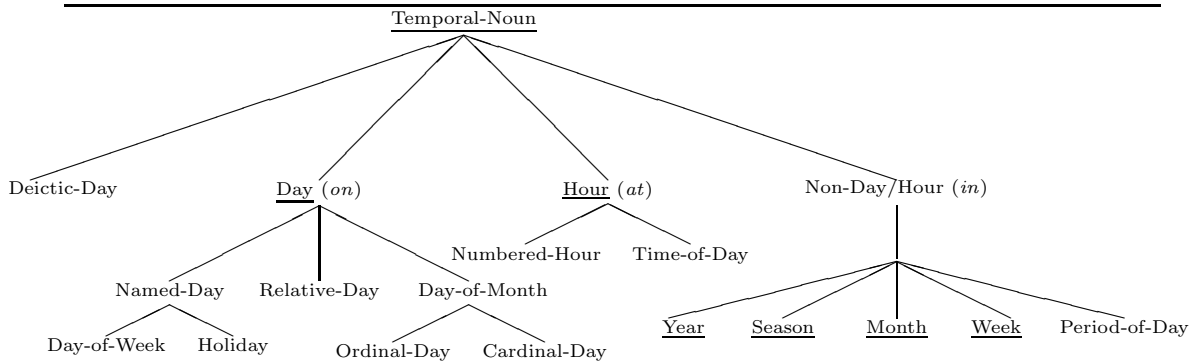 Temporal-Noun
Deictic-Day Day (on) Hour (at) Non-Day/Hour (in)
Numbered-Hour Time-of-Day
Named-Day Relative-Day Day-of-Month
Year Season Month Week Period-of-Day
Day-of-Week Holiday Ordinal-Day Cardinal-Day